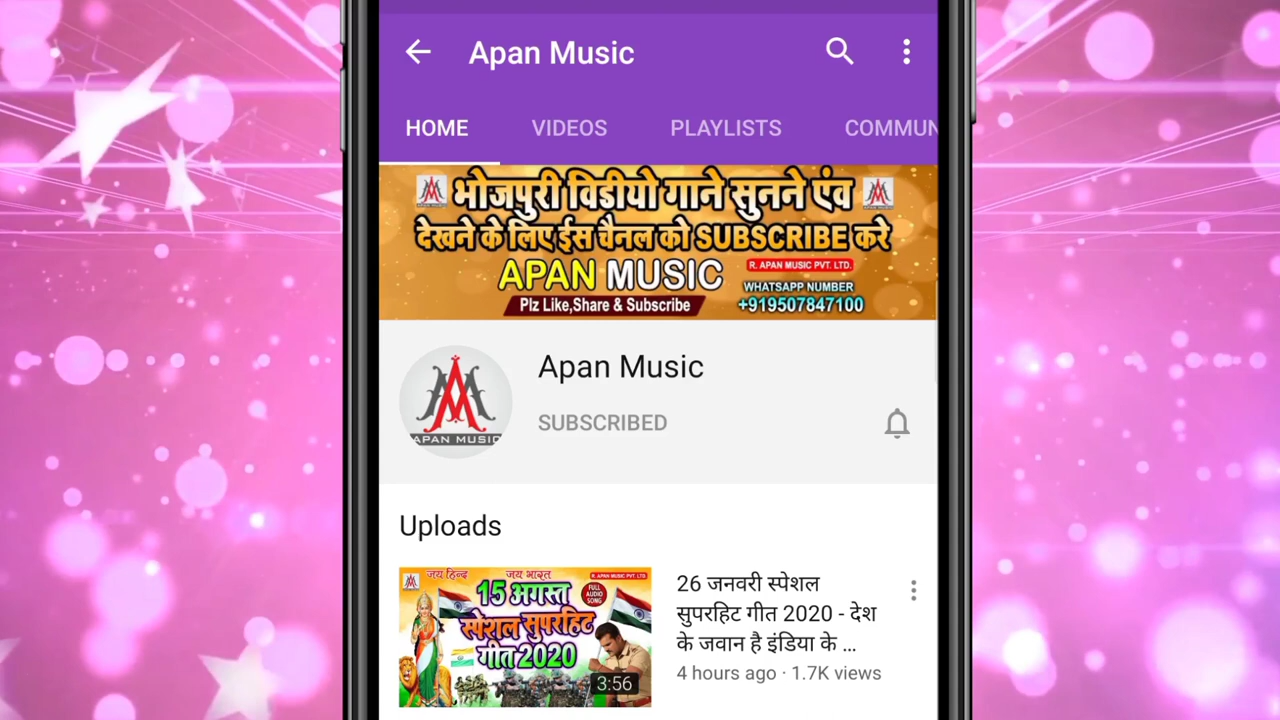 Apan Music
HOME VIDEOS PLAYLISTS COMMUN
भोजपुरी विडीयो गाने सुनने एंव
देखने के लिए ईस चैनल को SUBSCRIBE करे
APAN MUSIC
R. APAN MUSIC PVT. LTD.
WHATSAPP NUMBER
+919507847100
Plz Like,Share & Subscribe
Apan Music
SUBSCRIBED
APAN MUSIC
Uploads
जय हिन्द जय भारत
R. APAN MUSIC PVT. LTD
15 अगस्त
FULL
AUDIO
SONG
स्पेशल सुपरहिट
गीत 2020
3:56
26 जनवरी स्पेशल
सुपरहिट गीत 2020 - देश
के जवान है इंडिया के ...
4 hours ago · 1.7K views